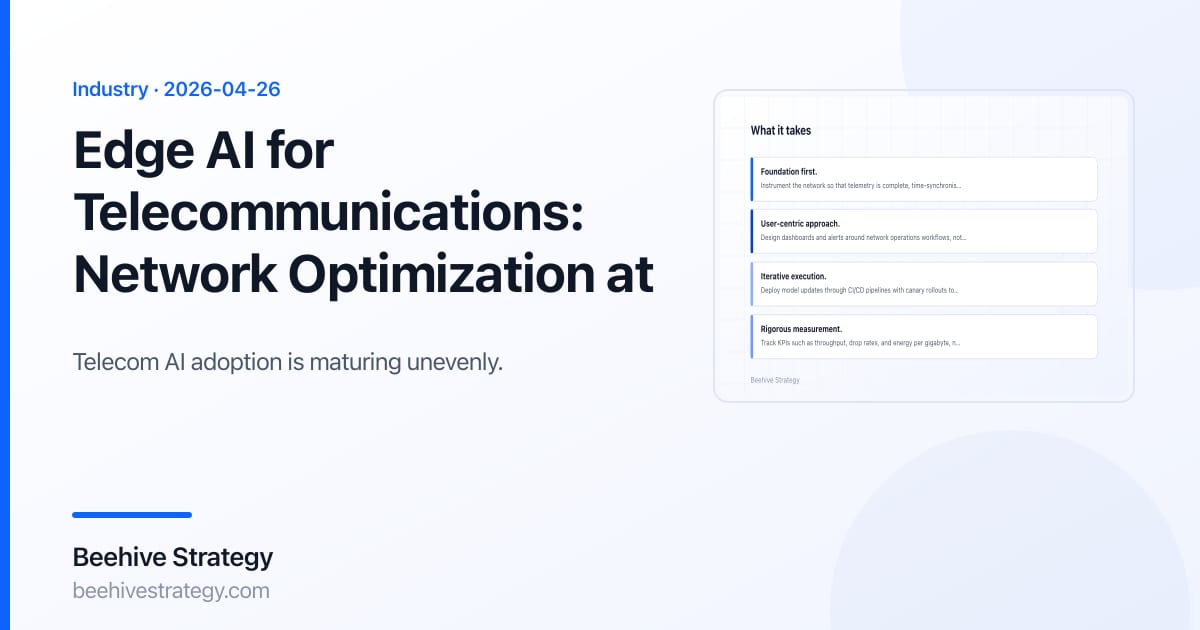 Industry · 2026-04-26
Edge AI for
Telecommunications:
Network Optimization at
Telecom AI adoption is maturing unevenly.
Beehive Strategy
beehivestrategy.com
What it takes
Foundation first.
Instrument the network so that telemetry is complete, time-synchronis...
User-centric approach.
Design dashboards and alerts around network operations workflows, not...
Iterative execution.
Deploy model updates through CI/CD pipelines with canary rollouts to...
Rigorous measurement.
Track KPIs such as throughput, drop rates, and energy per gigabyte, n...
Beehive Strategy